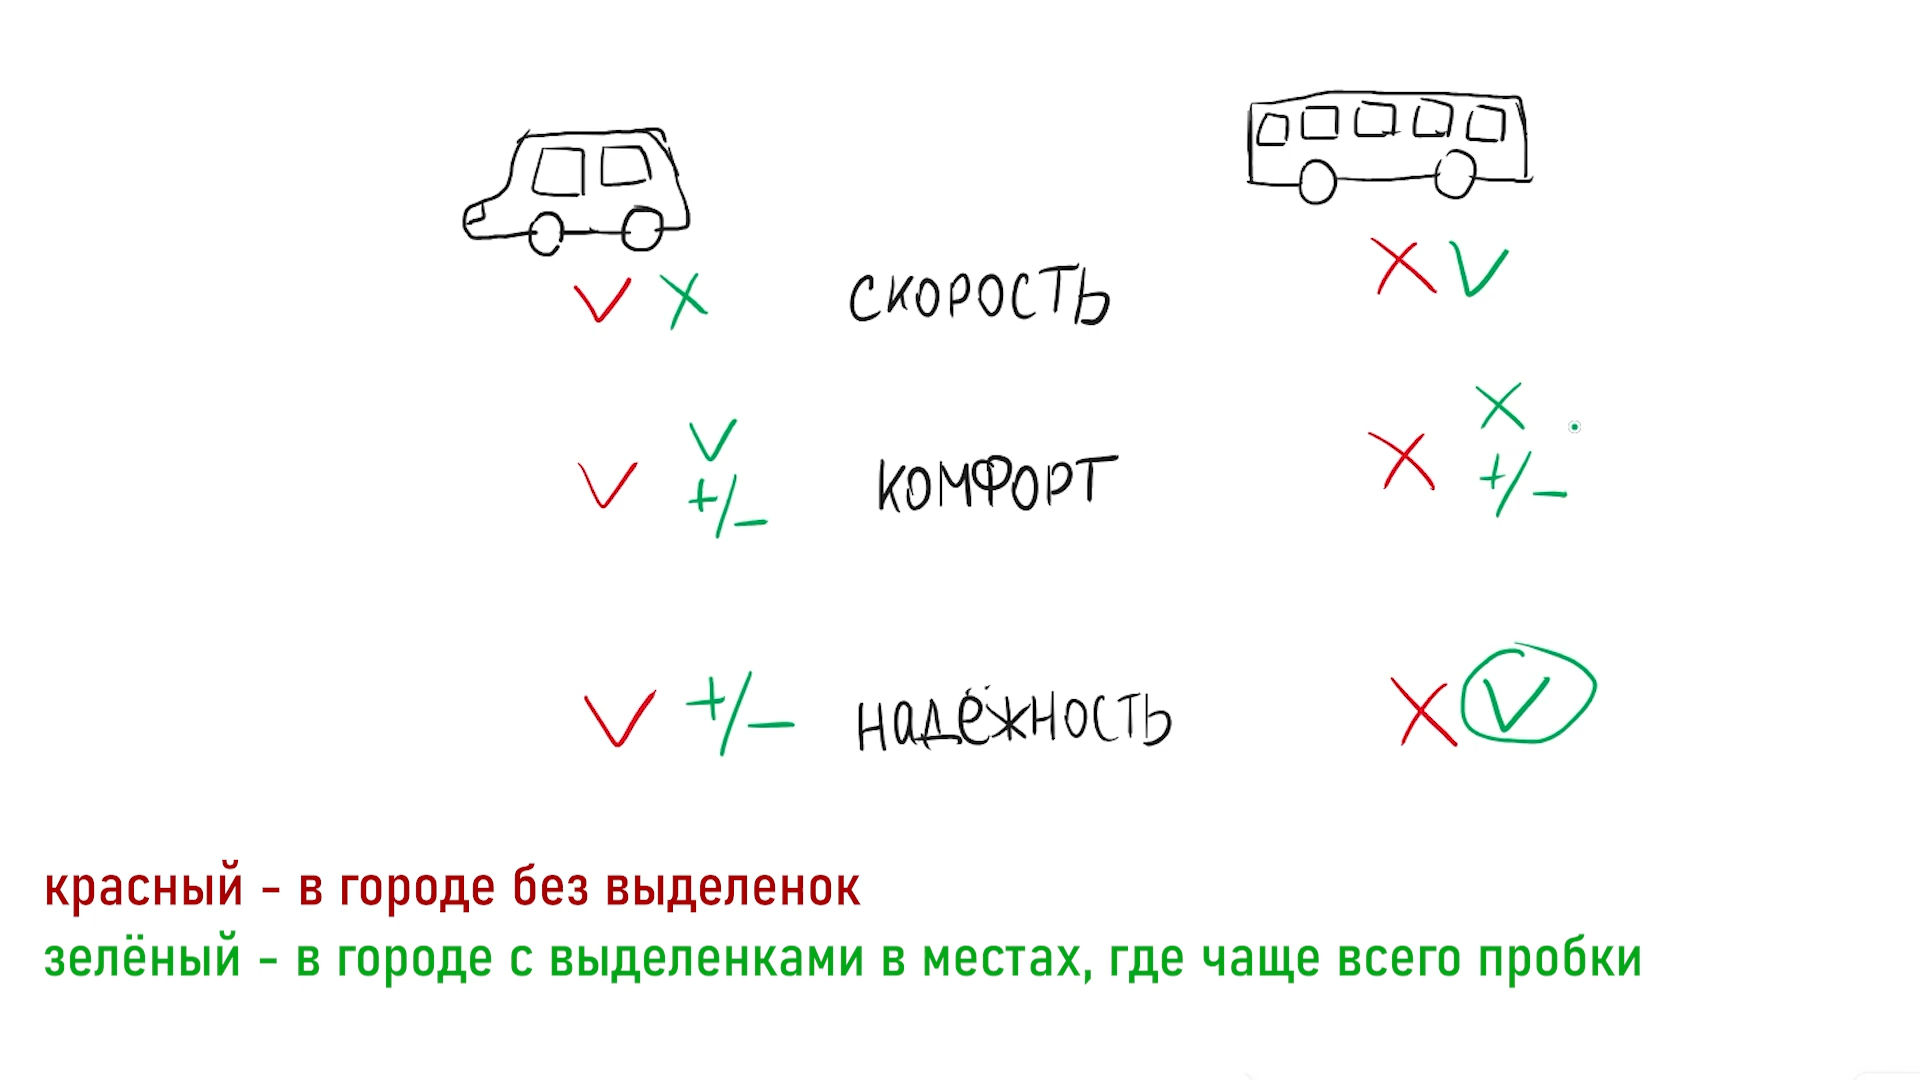 СКОРОСТЬ
КОМФОРТ
+/−
+/−
+/−
НАДЁЖНОСТЬ
красный - в городе без выделенок
зелёный - в городе с выделенками в местах, где чаще всего пробки